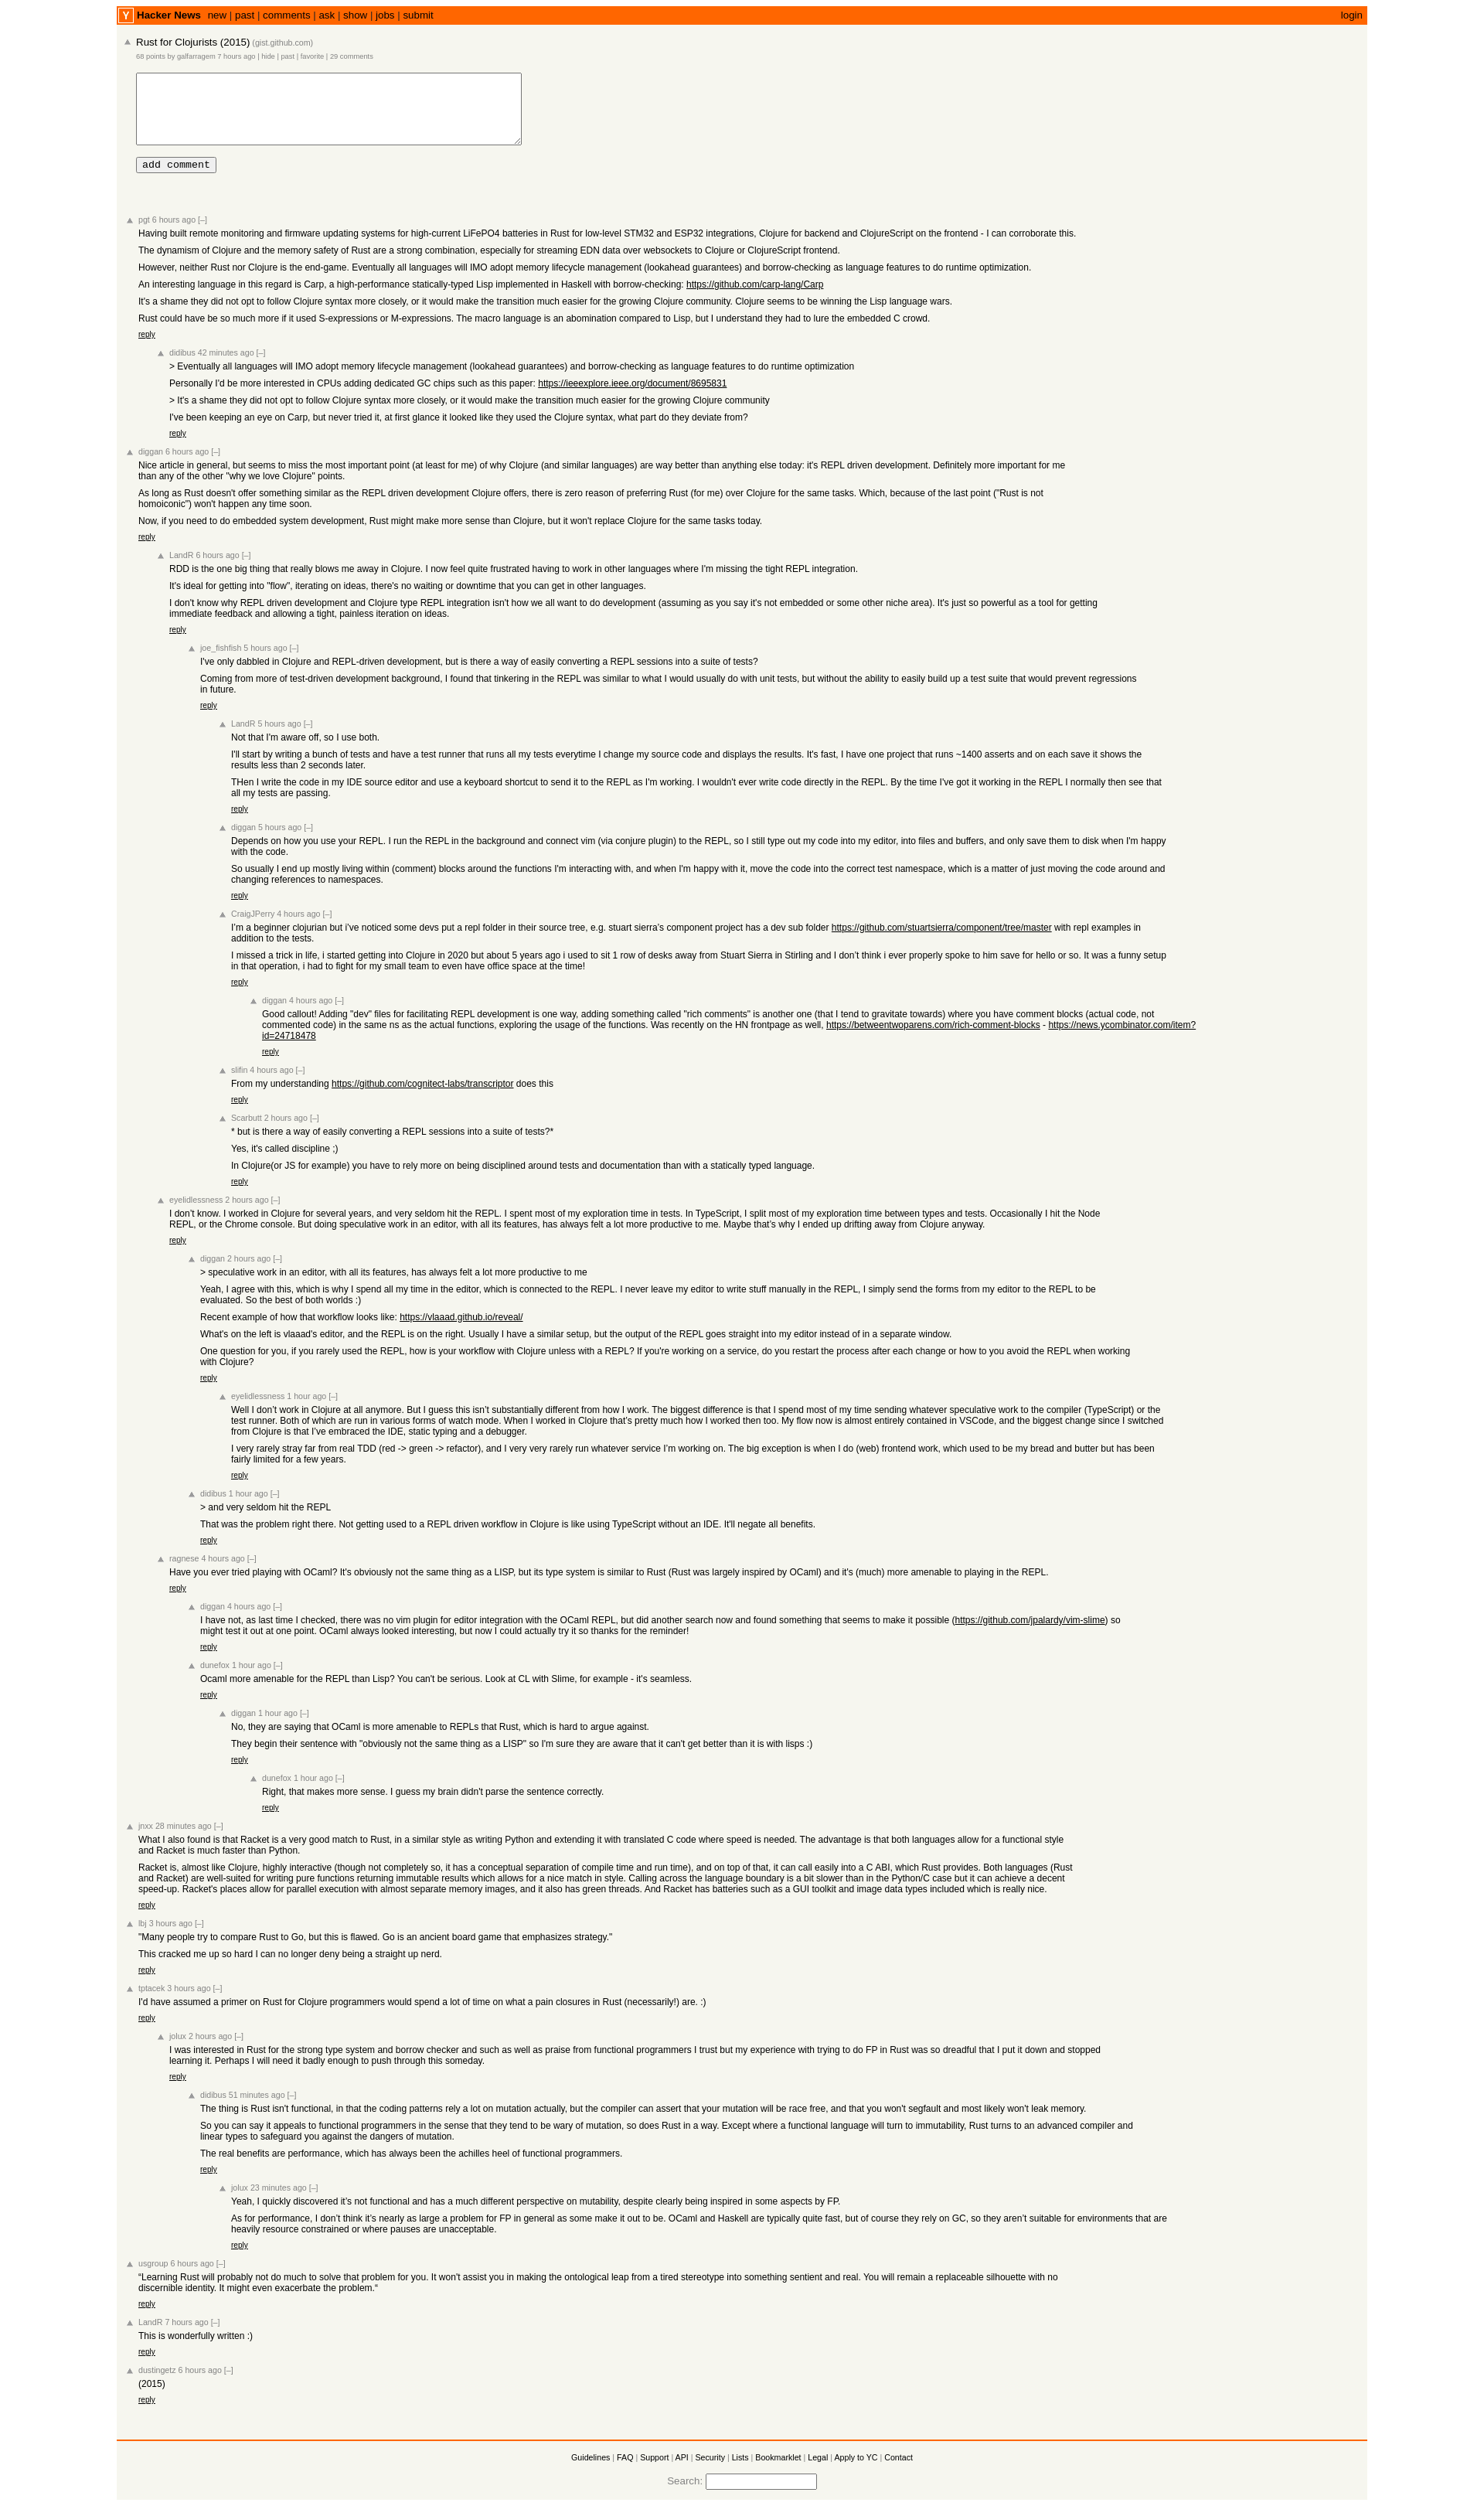 Y Hacker News new | past | comments | ask | show | jobs | submit login
Rust for Clojurists (2015) (gist.github.com)
68 points by galfarragem 7 hours ago | hide | past | favorite | 29 comments
add comment
pgt 6 hours ago [–]
Having built remote monitoring and firmware updating systems for high-current LiFePO4 batteries in Rust for low-level STM32 and ESP32 integrations, Clojure for backend and ClojureScript on the frontend - I can corroborate this.
The dynamism of Clojure and the memory safety of Rust are a strong combination, especially for streaming EDN data over websockets to Clojure or ClojureScript frontend.
However, neither Rust nor Clojure is the end-game. Eventually all languages will IMO adopt memory lifecycle management (lookahead guarantees) and borrow-checking as language features to do runtime optimization.
An interesting language in this regard is Carp, a high-performance statically-typed Lisp implemented in Haskell with borrow-checking: https://github.com/carp-lang/Carp
It's a shame they did not opt to follow Clojure syntax more closely, or it would make the transition much easier for the growing Clojure community. Clojure seems to be winning the Lisp language wars.
Rust could have be so much more if it used S-expressions or M-expressions. The macro language is an abomination compared to Lisp, but I understand they had to lure the embedded C crowd.
reply
didibus 42 minutes ago [–]
> Eventually all languages will IMO adopt memory lifecycle management (lookahead guarantees) and borrow-checking as language features to do runtime optimization
Personally I'd be more interested in CPUs adding dedicated GC chips such as this paper: https://ieeexplore.ieee.org/document/8695831
> It's a shame they did not opt to follow Clojure syntax more closely, or it would make the transition much easier for the growing Clojure community
I've been keeping an eye on Carp, but never tried it, at first glance it looked like they used the Clojure syntax, what part do they deviate from?
reply
diggan 6 hours ago [–]
Nice article in general, but seems to miss the most important point (at least for me) of why Clojure (and similar languages) are way better than anything else today: it's REPL driven development. Definitely more important for me
than any of the other "why we love Clojure" points.
As long as Rust doesn't offer something similar as the REPL driven development Clojure offers, there is zero reason of preferring Rust (for me) over Clojure for the same tasks. Which, because of the last point ("Rust is not
homoiconic") won't happen any time soon.
Now, if you need to do embedded system development, Rust might make more sense than Clojure, but it won't replace Clojure for the same tasks today.
reply
LandR 6 hours ago [–]
RDD is the one big thing that really blows me away in Clojure. I now feel quite frustrated having to work in other languages where I'm missing the tight REPL integration.
It's ideal for getting into "flow", iterating on ideas, there's no waiting or downtime that you can get in other languages.
I don't know why REPL driven development and Clojure type REPL integration isn't how we all want to do development (assuming as you say it's not embedded or some other niche area). It's just so powerful as a tool for getting
immediate feedback and allowing a tight, painless iteration on ideas.
reply
joe_fishfish 5 hours ago [–]
I've only dabbled in Clojure and REPL-driven development, but is there a way of easily converting a REPL sessions into a suite of tests?
Coming from more of test-driven development background, I found that tinkering in the REPL was similar to what I would usually do with unit tests, but without the ability to easily build up a test suite that would prevent regressions
in future.
reply
LandR 5 hours ago [–]
Not that I'm aware off, so I use both.
I'll start by writing a bunch of tests and have a test runner that runs all my tests everytime I change my source code and displays the results. It's fast, I have one project that runs ~1400 asserts and on each save it shows the
results less than 2 seconds later.
THen I write the code in my IDE source editor and use a keyboard shortcut to send it to the REPL as I'm working. I wouldn't ever write code directly in the REPL. By the time I've got it working in the REPL I normally then see that
all my tests are passing.
reply
diggan 5 hours ago [–]
Depends on how you use your REPL. I run the REPL in the background and connect vim (via conjure plugin) to the REPL, so I still type out my code into my editor, into files and buffers, and only save them to disk when I'm happy
with the code.
So usually I end up mostly living within (comment) blocks around the functions I'm interacting with, and when I'm happy with it, move the code into the correct test namespace, which is a matter of just moving the code around and
changing references to namespaces.
reply
CraigJPerry 4 hours ago [–]
I’m a beginner clojurian but i’ve noticed some devs put a repl folder in their source tree, e.g. stuart sierra’s component project has a dev sub folder https://github.com/stuartsierra/component/tree/master with repl examples in
addition to the tests.
I missed a trick in life, i started getting into Clojure in 2020 but about 5 years ago i used to sit 1 row of desks away from Stuart Sierra in Stirling and I don’t think i ever properly spoke to him save for hello or so. It was a funny setup
in that operation, i had to fight for my small team to even have office space at the time!
reply
diggan 4 hours ago [–]
Good callout! Adding "dev" files for facilitating REPL development is one way, adding something called "rich comments" is another one (that I tend to gravitate towards) where you have comment blocks (actual code, not
commented code) in the same ns as the actual functions, exploring the usage of the functions. Was recently on the HN frontpage as well, https://betweentwoparens.com/rich-comment-blocks - https://news.ycombinator.com/item?
id=24718478
reply
slifin 4 hours ago [–]
From my understanding https://github.com/cognitect-labs/transcriptor does this
reply
Scarbutt 2 hours ago [–]
* but is there a way of easily converting a REPL sessions into a suite of tests?*
Yes, it's called discipline ;)
In Clojure(or JS for example) you have to rely more on being disciplined around tests and documentation than with a statically typed language.
reply
eyelidlessness 2 hours ago [–]
I don’t know. I worked in Clojure for several years, and very seldom hit the REPL. I spent most of my exploration time in tests. In TypeScript, I split most of my exploration time between types and tests. Occasionally I hit the Node
REPL, or the Chrome console. But doing speculative work in an editor, with all its features, has always felt a lot more productive to me. Maybe that’s why I ended up drifting away from Clojure anyway.
reply
diggan 2 hours ago [–]
> speculative work in an editor, with all its features, has always felt a lot more productive to me
Yeah, I agree with this, which is why I spend all my time in the editor, which is connected to the REPL. I never leave my editor to write stuff manually in the REPL, I simply send the forms from my editor to the REPL to be
evaluated. So the best of both worlds :)
Recent example of how that workflow looks like: https://vlaaad.github.io/reveal/
What's on the left is vlaaad's editor, and the REPL is on the right. Usually I have a similar setup, but the output of the REPL goes straight into my editor instead of in a separate window.
One question for you, if you rarely used the REPL, how is your workflow with Clojure unless with a REPL? If you're working on a service, do you restart the process after each change or how to you avoid the REPL when working
with Clojure?
reply
eyelidlessness 1 hour ago [–]
Well I don’t work in Clojure at all anymore. But I guess this isn’t substantially different from how I work. The biggest difference is that I spend most of my time sending whatever speculative work to the compiler (TypeScript) or the
test runner. Both of which are run in various forms of watch mode. When I worked in Clojure that’s pretty much how I worked then too. My flow now is almost entirely contained in VSCode, and the biggest change since I switched
from Clojure is that I’ve embraced the IDE, static typing and a debugger.
I very rarely stray far from real TDD (red -> green -> refactor), and I very very rarely run whatever service I’m working on. The big exception is when I do (web) frontend work, which used to be my bread and butter but has been
fairly limited for a few years.
reply
didibus 1 hour ago [–]
> and very seldom hit the REPL
That was the problem right there. Not getting used to a REPL driven workflow in Clojure is like using TypeScript without an IDE. It'll negate all benefits.
reply
ragnese 4 hours ago [–]
Have you ever tried playing with OCaml? It's obviously not the same thing as a LISP, but its type system is similar to Rust (Rust was largely inspired by OCaml) and it's (much) more amenable to playing in the REPL.
reply
diggan 4 hours ago [–]
I have not, as last time I checked, there was no vim plugin for editor integration with the OCaml REPL, but did another search now and found something that seems to make it possible (https://github.com/jpalardy/vim-slime) so
might test it out at one point. OCaml always looked interesting, but now I could actually try it so thanks for the reminder!
reply
dunefox 1 hour ago [–]
Ocaml more amenable for the REPL than Lisp? You can't be serious. Look at CL with Slime, for example - it's seamless.
reply
diggan 1 hour ago [–]
No, they are saying that OCaml is more amenable to REPLs that Rust, which is hard to argue against.
They begin their sentence with "obviously not the same thing as a LISP" so I'm sure they are aware that it can't get better than it is with lisps :)
reply
dunefox 1 hour ago [–]
Right, that makes more sense. I guess my brain didn't parse the sentence correctly.
reply
jnxx 28 minutes ago [–]
What I also found is that Racket is a very good match to Rust, in a similar style as writing Python and extending it with translated C code where speed is needed. The advantage is that both languages allow for a functional style
and Racket is much faster than Python.
Racket is, almost like Clojure, highly interactive (though not completely so, it has a conceptual separation of compile time and run time), and on top of that, it can call easily into a C ABI, which Rust provides. Both languages (Rust
and Racket) are well-suited for writing pure functions returning immutable results which allows for a nice match in style. Calling across the language boundary is a bit slower than in the Python/C case but it can achieve a decent
speed-up. Racket's places allow for parallel execution with almost separate memory images, and it also has green threads. And Racket has batteries such as a GUI toolkit and image data types included which is really nice.
reply
lbj 3 hours ago [–]
"Many people try to compare Rust to Go, but this is flawed. Go is an ancient board game that emphasizes strategy."
This cracked me up so hard I can no longer deny being a straight up nerd.
reply
tptacek 3 hours ago [–]
I'd have assumed a primer on Rust for Clojure programmers would spend a lot of time on what a pain closures in Rust (necessarily!) are. :)
reply
jolux 2 hours ago [–]
I was interested in Rust for the strong type system and borrow checker and such as well as praise from functional programmers I trust but my experience with trying to do FP in Rust was so dreadful that I put it down and stopped
learning it. Perhaps I will need it badly enough to push through this someday.
reply
didibus 51 minutes ago [–]
The thing is Rust isn't functional, in that the coding patterns rely a lot on mutation actually, but the compiler can assert that your mutation will be race free, and that you won't segfault and most likely won't leak memory.
So you can say it appeals to functional programmers in the sense that they tend to be wary of mutation, so does Rust in a way. Except where a functional language will turn to immutability, Rust turns to an advanced compiler and
linear types to safeguard you against the dangers of mutation.
The real benefits are performance, which has always been the achilles heel of functional programmers.
reply
jolux 23 minutes ago [–]
Yeah, I quickly discovered it’s not functional and has a much different perspective on mutability, despite clearly being inspired in some aspects by FP.
As for performance, I don’t think it’s nearly as large a problem for FP in general as some make it out to be. OCaml and Haskell are typically quite fast, but of course they rely on GC, so they aren’t suitable for environments that are
heavily resource constrained or where pauses are unacceptable.
reply
usgroup 6 hours ago [–]
“Learning Rust will probably not do much to solve that problem for you. It won't assist you in making the ontological leap from a tired stereotype into something sentient and real. You will remain a replaceable silhouette with no
discernible identity. It might even exacerbate the problem.“
reply
LandR 7 hours ago [–]
This is wonderfully written :)
reply
dustingetz 6 hours ago [–]
(2015)
reply
Guidelines | FAQ | Support | API | Security | Lists | Bookmarklet | Legal | Apply to YC | Contact
Search: